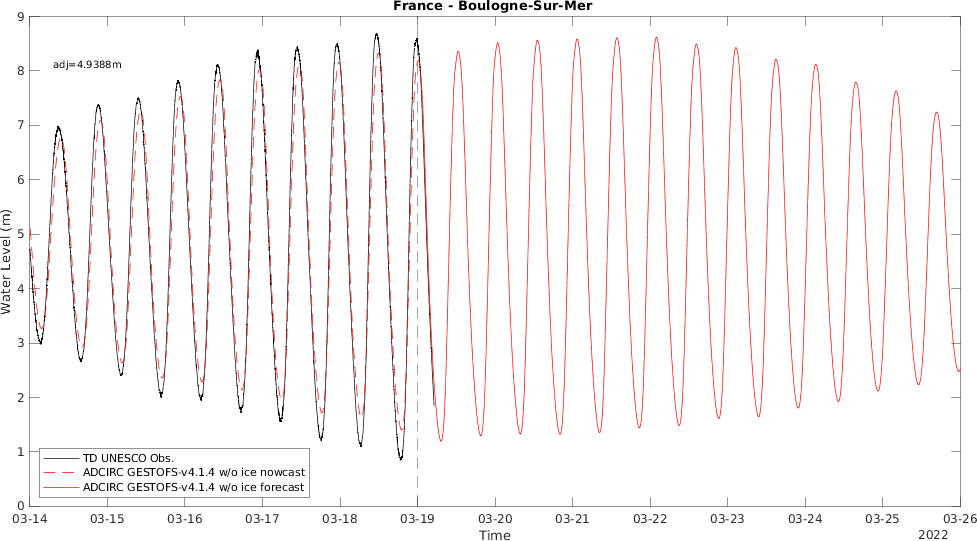 France - Boulogne-Sur-Mer
9
8
7
6
5
4
3
2
1
0
Water Level (m)
adj=4.9388m
TD UNESCO Obs.
ADCIRC GESTOFS-v4.1.4 w/o ice nowcast
ADCIRC GESTOFS-v4.1.4 w/o ice forecast
03-14 03-15 03-16 03-17 03-18 03-19 03-20 03-21 03-22 03-23 03-24 03-25 03-26
Time
2022